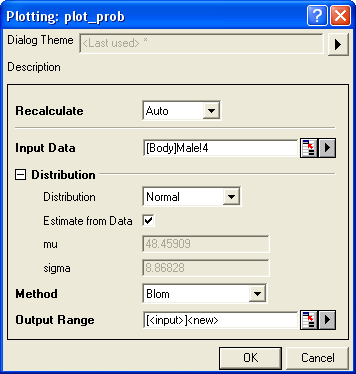 Plotting: plot_prob
Dialog Theme <Last used> *
Description
Recalculate Auto
Input Data [Body]Male!4
Distribution
Distribution Normal
Estimate from Data
mu 48.45909
sigma 8.86828
Method Blom
Output Range [<input>]<new>
OK Cancel